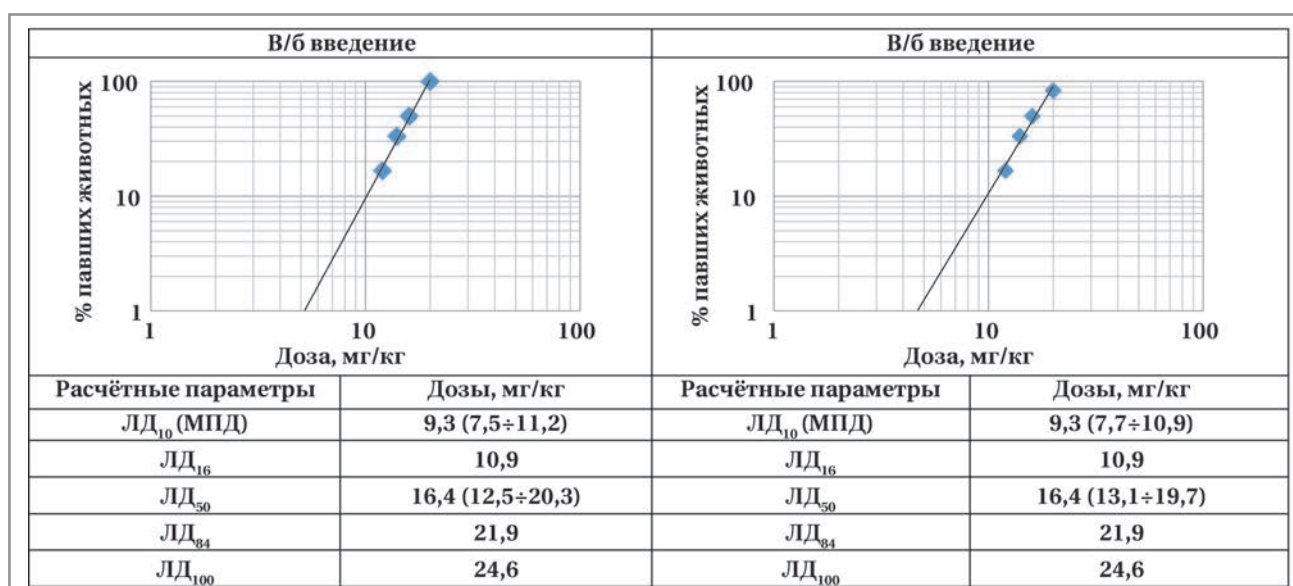 В/б введение В/б введение
% павших животных
100
10
1
1 10 100
Доза, мг/кг
% павших животных
100
10
1
1 10 100
Доза, мг/кг
Расчётные параметры Дозы, мг/кг Расчётные параметры Дозы, мг/кг
ЛД₁₀ (МПД) 9,3 (7,5÷11,2) ЛД₁₀ (МПД) 9,3 (7,7÷10,9)
ЛД₁₆ 10,9 ЛД₁₆ 10,9
ЛД₅₀ 16,4 (12,5÷20,3) ЛД₅₀ 16,4 (13,1÷19,7)
ЛД₈₄ 21,9 ЛД₈₄ 21,9
ЛД₁₀₀ 24,6 ЛД₁₀₀ 24,6